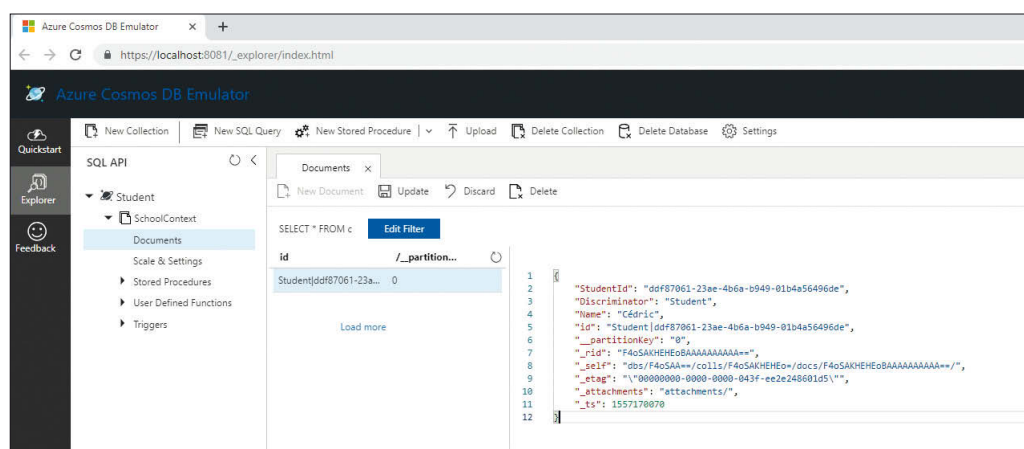 Azure Cosmos DB Emulator
https://localhost:8081/_explorer/index.html
Azure Cosmos DB Emulator
New Collection New SQL Query New Stored Procedure Upload Delete Collection Delete Database Settings
Quickstart
Explorer
Feedback
SQL API
Student
SchoolContext
Documents
Scale & Settings
Stored Procedures
User Defined Functions
Triggers
Documents
New Document Update Discard Delete
SELECT * FROM c Edit Filter
id /_partition...
Student|ddf87061-23a... 0
Load more
1 {
2 "StudentId": "ddf87061-23ae-4b6a-b949-01b4a56496de",
3 "Discriminator": "Student",
4 "Name": "Cédric",
5 "id": "Student|ddf87061-23ae-4b6a-b949-01b4a56496de",
6 "__partitionKey": "0",
7 "_rid": "F4oSAKHEHEoBAAAAAAAAAA==",
8 "_self": "dbs/F4oSAA==/colls/F4oSAKHEHEo=/docs/F4oSAKHEHEoBAAAAAAAAAA==/",
9 "_etag": "\"00000000-0000-0000-043f-ee2e248601d5\"",
10 "_attachments": "attachments/",
11 "_ts": 1557170070
12 }